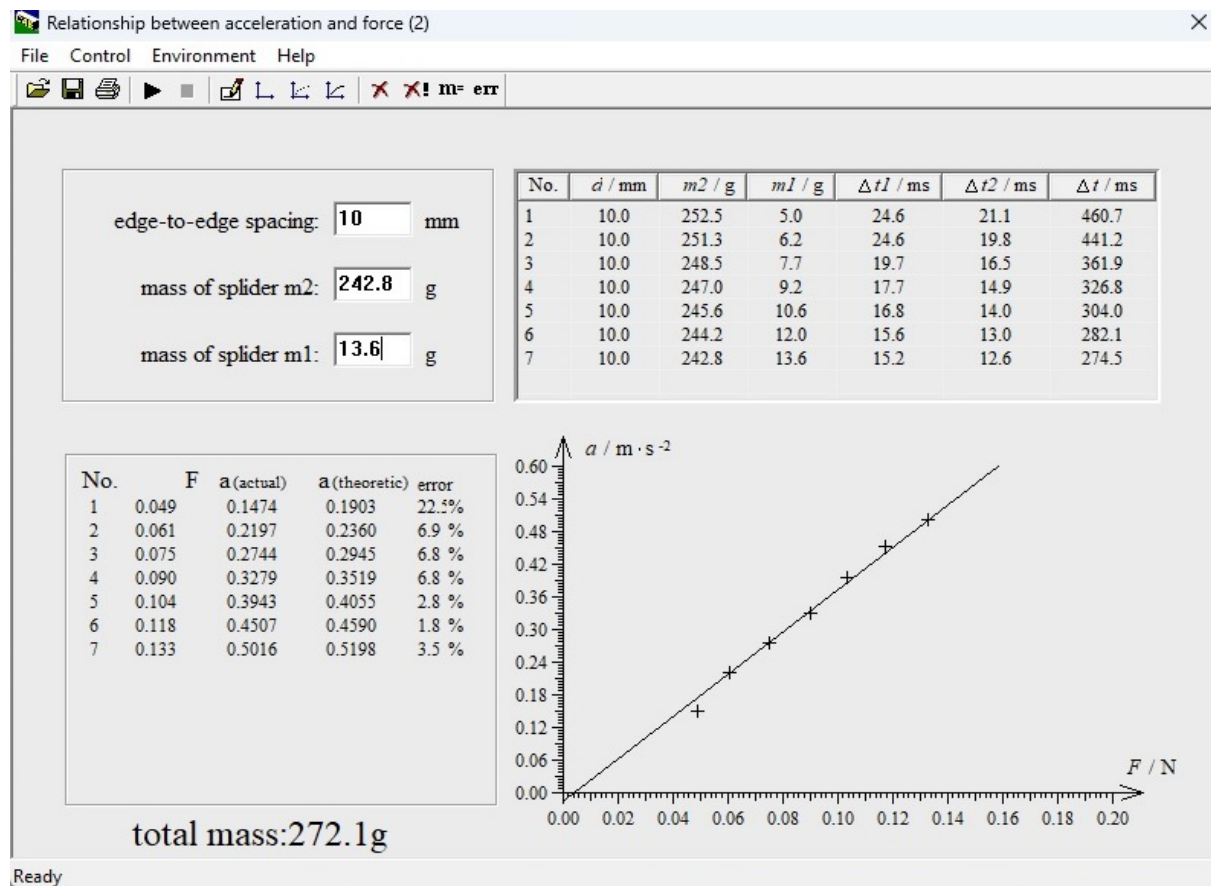 Relationship between acceleration and force (2)
File Control Environment Help
m= err
edge-to-edge spacing: 10 mm
mass of splider m2: 242.8 g
mass of splider m1: 13.6 g
No. d / mm m2 / g m1 / g Δt1 / ms Δt2 / ms Δt / ms
1 10.0 252.5 5.0 24.6 21.1 460.7
2 10.0 251.3 6.2 24.6 19.8 441.2
3 10.0 248.5 7.7 19.7 16.5 361.9
4 10.0 247.0 9.2 17.7 14.9 326.8
5 10.0 245.6 10.6 16.8 14.0 304.0
6 10.0 244.2 12.0 15.6 13.0 282.1
7 10.0 242.8 13.6 15.2 12.6 274.5
No. F a (actual) a (theoretic) error
1 0.049 0.1474 0.1903 22.5%
2 0.061 0.2197 0.2360 6.9 %
3 0.075 0.2744 0.2945 6.8 %
4 0.090 0.3279 0.3519 6.8 %
5 0.104 0.3943 0.4055 2.8 %
6 0.118 0.4507 0.4590 1.8 %
7 0.133 0.5016 0.5198 3.5 %
total mass:272.1g
a / m · s -2
0.60
0.54
0.48
0.42
0.36
0.30
0.24
0.18
0.12
0.06
0.00
F / N
0.00 0.02 0.04 0.06 0.08 0.10 0.12 0.14 0.16 0.18 0.20
Ready